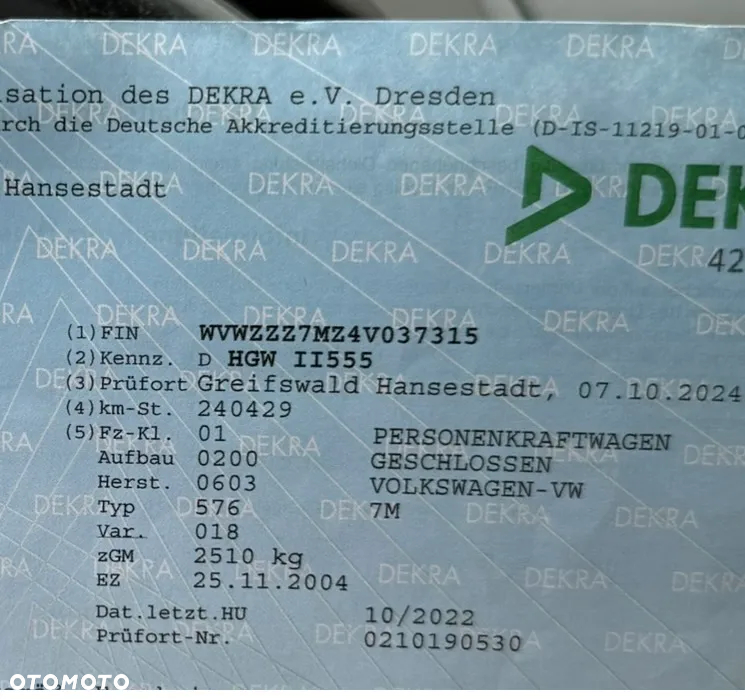 sation des DEKRA e.V. Dresden
rch die Deutsche Akkreditierungsstelle (D-IS-11219-01-0
Hansestadt
DEK
42
(1) FIN WVWZZZ7MZ4V037315
(2) Kennz. D HGW II555
(3) Prüfort Greifswald Hansestadt, 07.10.2024
(4) km-St. 240429
(5) Fz-Kl. 01 PERSONENKRAFTWAGEN
Aufbau 0200 GESCHLOSSEN
Herst. 0603 VOLKSWAGEN-VW
Typ 576 7M
Var. 018
zGM 2510 kg
EZ 25.11.2004
Dat.letzt.HU 10/2022
Prüfort-Nr. 0210190530
OTOMOTO